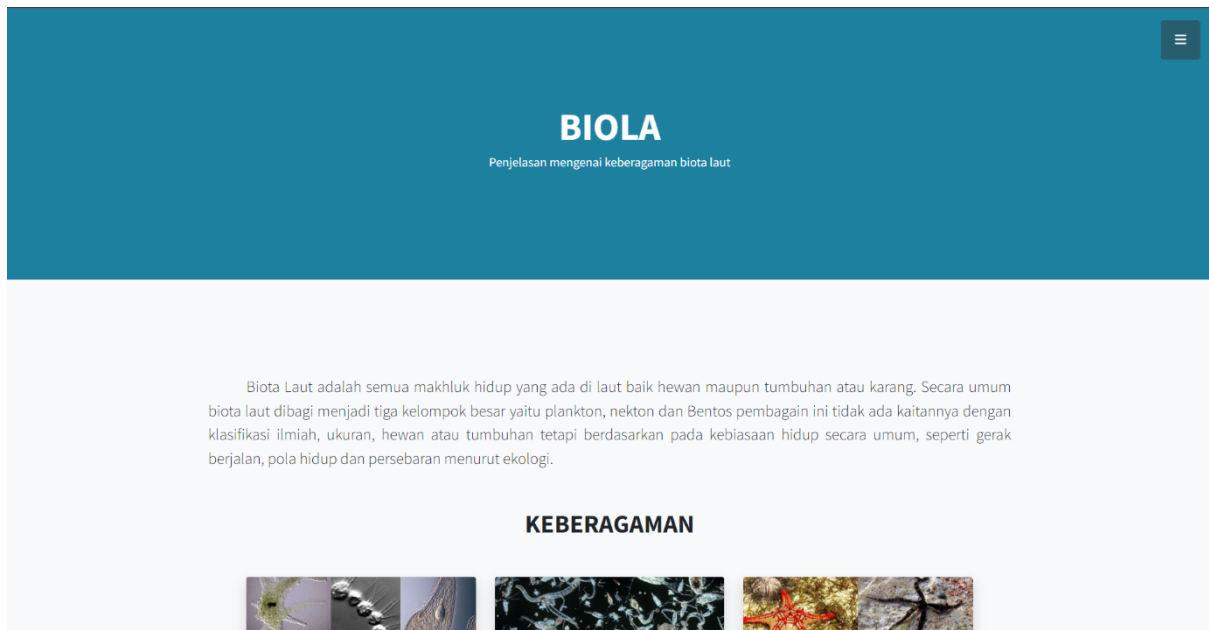 BIOLA
Penjelasan mengenai keberagaman biota laut
Biota Laut adalah semua makhluk hidup yang ada di laut baik hewan maupun tumbuhan atau karang. Secara umum
biota laut dibagi menjadi tiga kelompok besar yaitu plankton, nekton dan Bentos pembagain ini tidak ada kaitannya dengan
klasifikasi ilmiah, ukuran, hewan atau tumbuhan tetapi berdasarkan pada kebiasaan hidup secara umum, seperti gerak
berjalan, pola hidup dan persebaran menurut ekologi.
KEBERAGAMAN